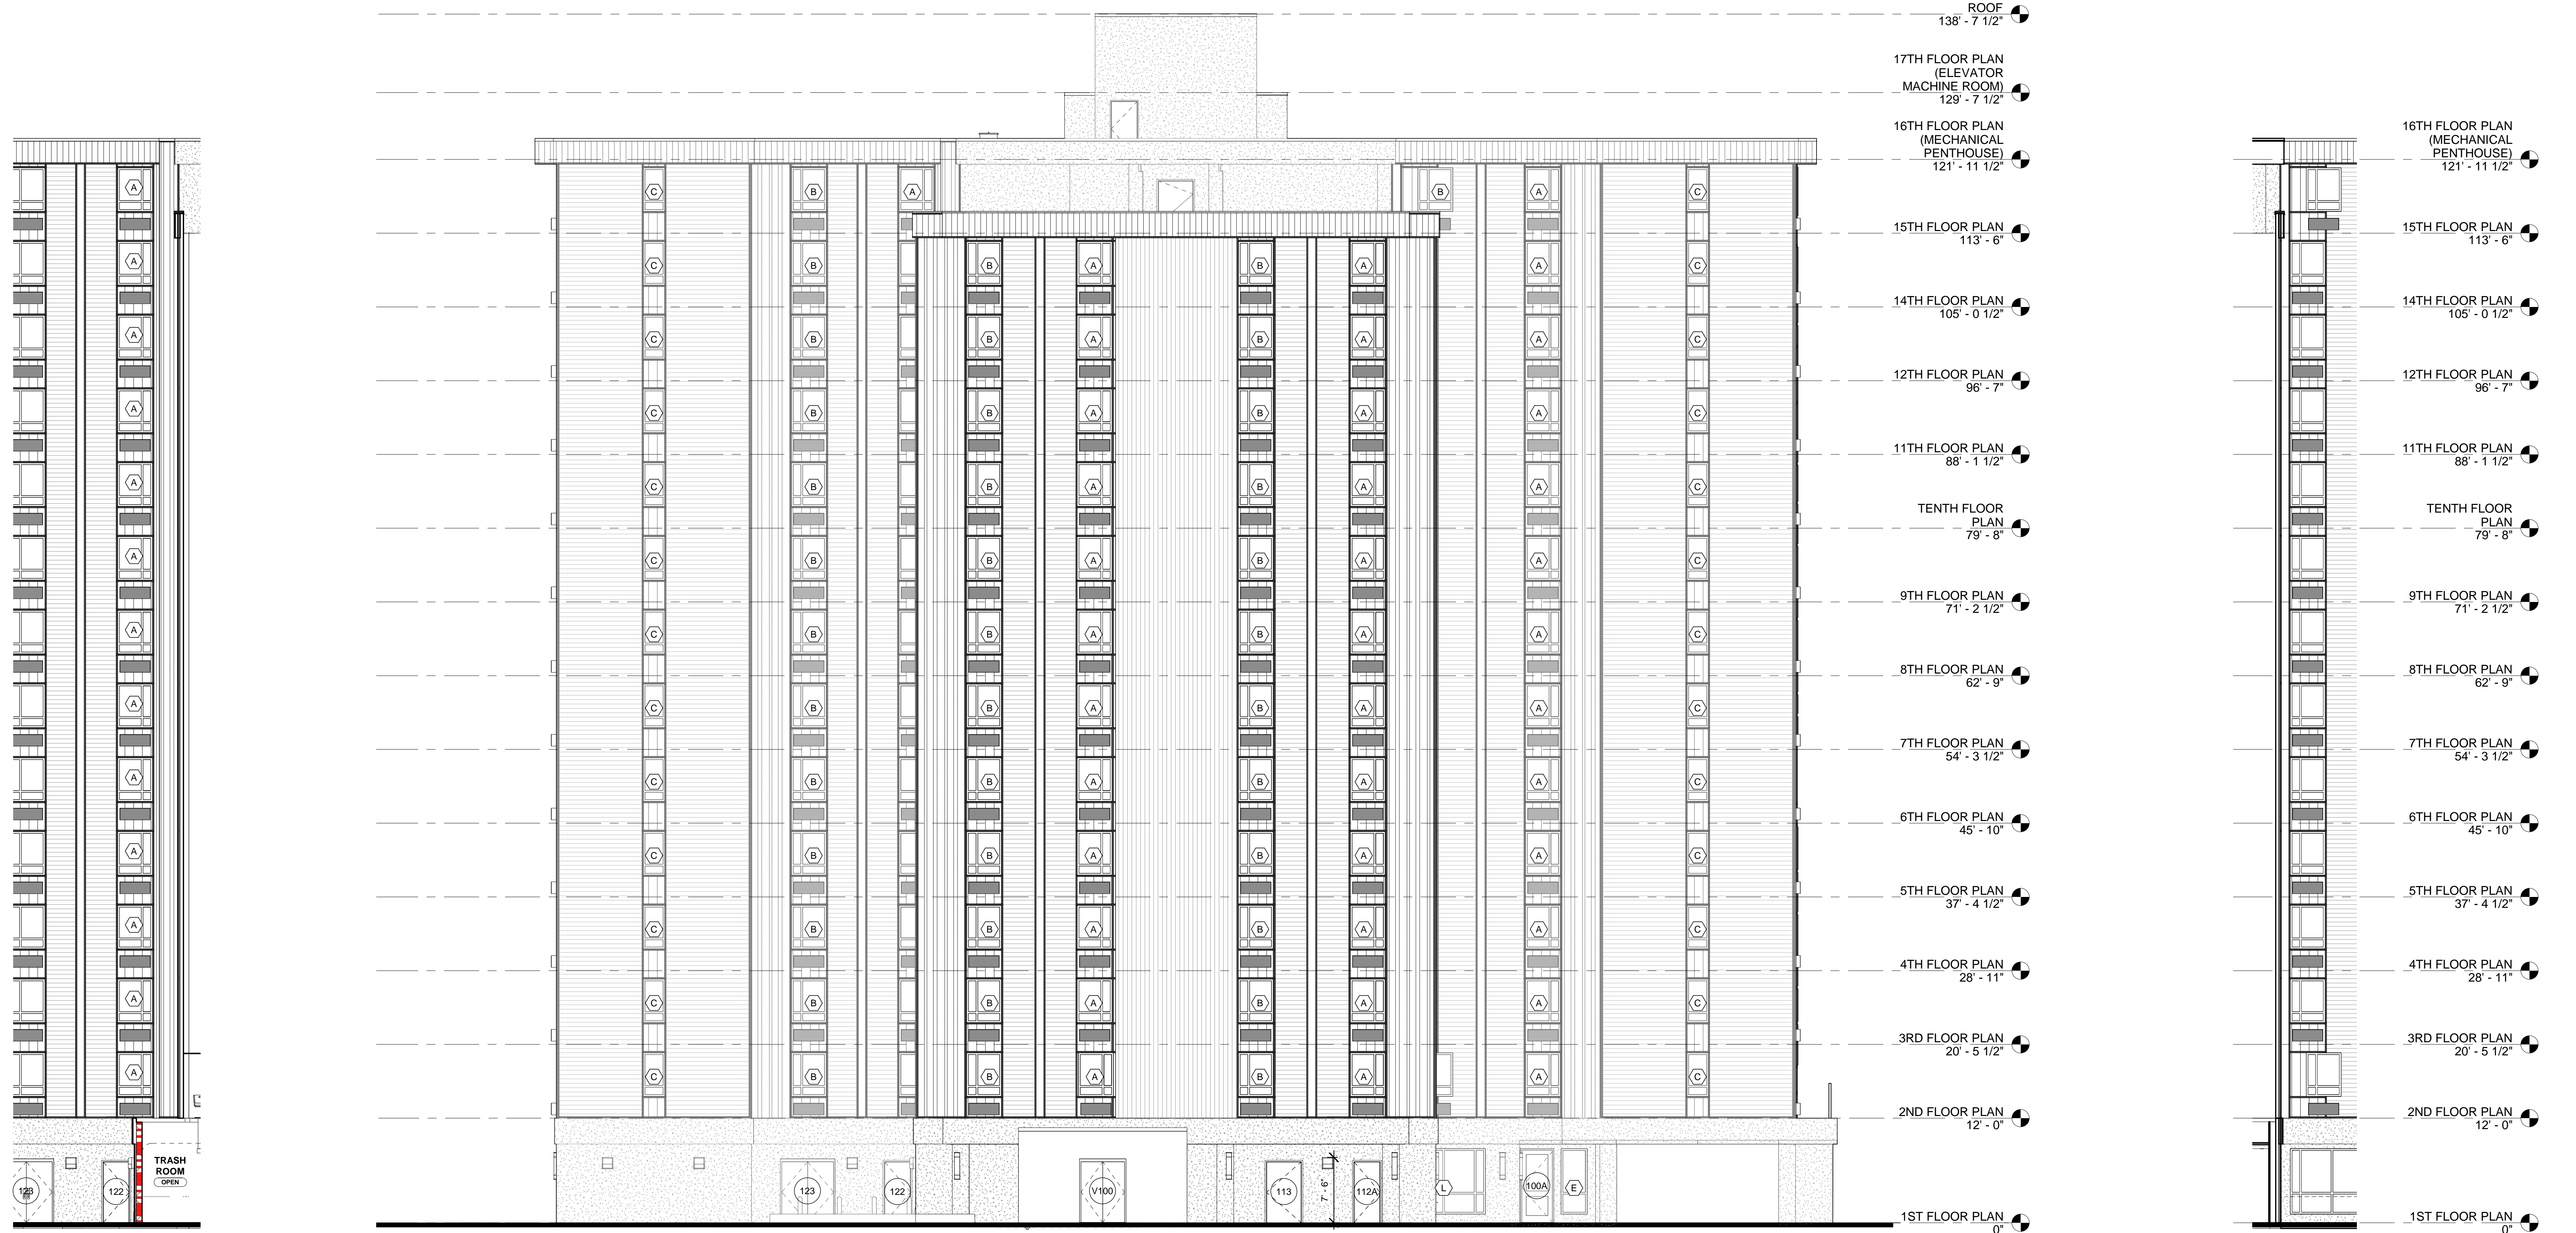 ROOF
138' - 7 1/2"
17TH FLOOR PLAN
(ELEVATOR
MACHINE ROOM)
129' - 7 1/2"
16TH FLOOR PLAN
(MECHANICAL
PENTHOUSE)
121' - 11 1/2"
16TH FLOOR PLAN
(MECHANICAL
PENTHOUSE)
121' - 11 1/2"
A C B A B A C
15TH FLOOR PLAN
113' - 6"
15TH FLOOR PLAN
113' - 6"
A C B B A B A A C
14TH FLOOR PLAN
105' - 0 1/2"
14TH FLOOR PLAN
105' - 0 1/2"
A C B B A B A A C
12TH FLOOR PLAN
96' - 7"
12TH FLOOR PLAN
96' - 7"
A C B B A B A A C
11TH FLOOR PLAN
88' - 1 1/2"
11TH FLOOR PLAN
88' - 1 1/2"
A C B B A B A A C
TENTH FLOOR
PLAN
79' - 8"
TENTH FLOOR
PLAN
79' - 8"
A C B B A B A A C
9TH FLOOR PLAN
71' - 2 1/2"
9TH FLOOR PLAN
71' - 2 1/2"
A C B B A B A A C
8TH FLOOR PLAN
62' - 9"
8TH FLOOR PLAN
62' - 9"
A C B B A B A A C
7TH FLOOR PLAN
54' - 3 1/2"
7TH FLOOR PLAN
54' - 3 1/2"
A C B B A B A A C
6TH FLOOR PLAN
45' - 10"
6TH FLOOR PLAN
45' - 10"
A C B B A B A A C
5TH FLOOR PLAN
37' - 4 1/2"
5TH FLOOR PLAN
37' - 4 1/2"
A C B B A B A A C
4TH FLOOR PLAN
28' - 11"
4TH FLOOR PLAN
28' - 11"
A C B B A B A A C
3RD FLOOR PLAN
20' - 5 1/2"
3RD FLOOR PLAN
20' - 5 1/2"
A C B B A B A A C
2ND FLOOR PLAN
12' - 0"
2ND FLOOR PLAN
12' - 0"
TRASH
ROOM
OPEN
123 122 123 122 V100 113 7' - 6" 112A L 100A E
1ST FLOOR PLAN
0"
1ST FLOOR PLAN
0"